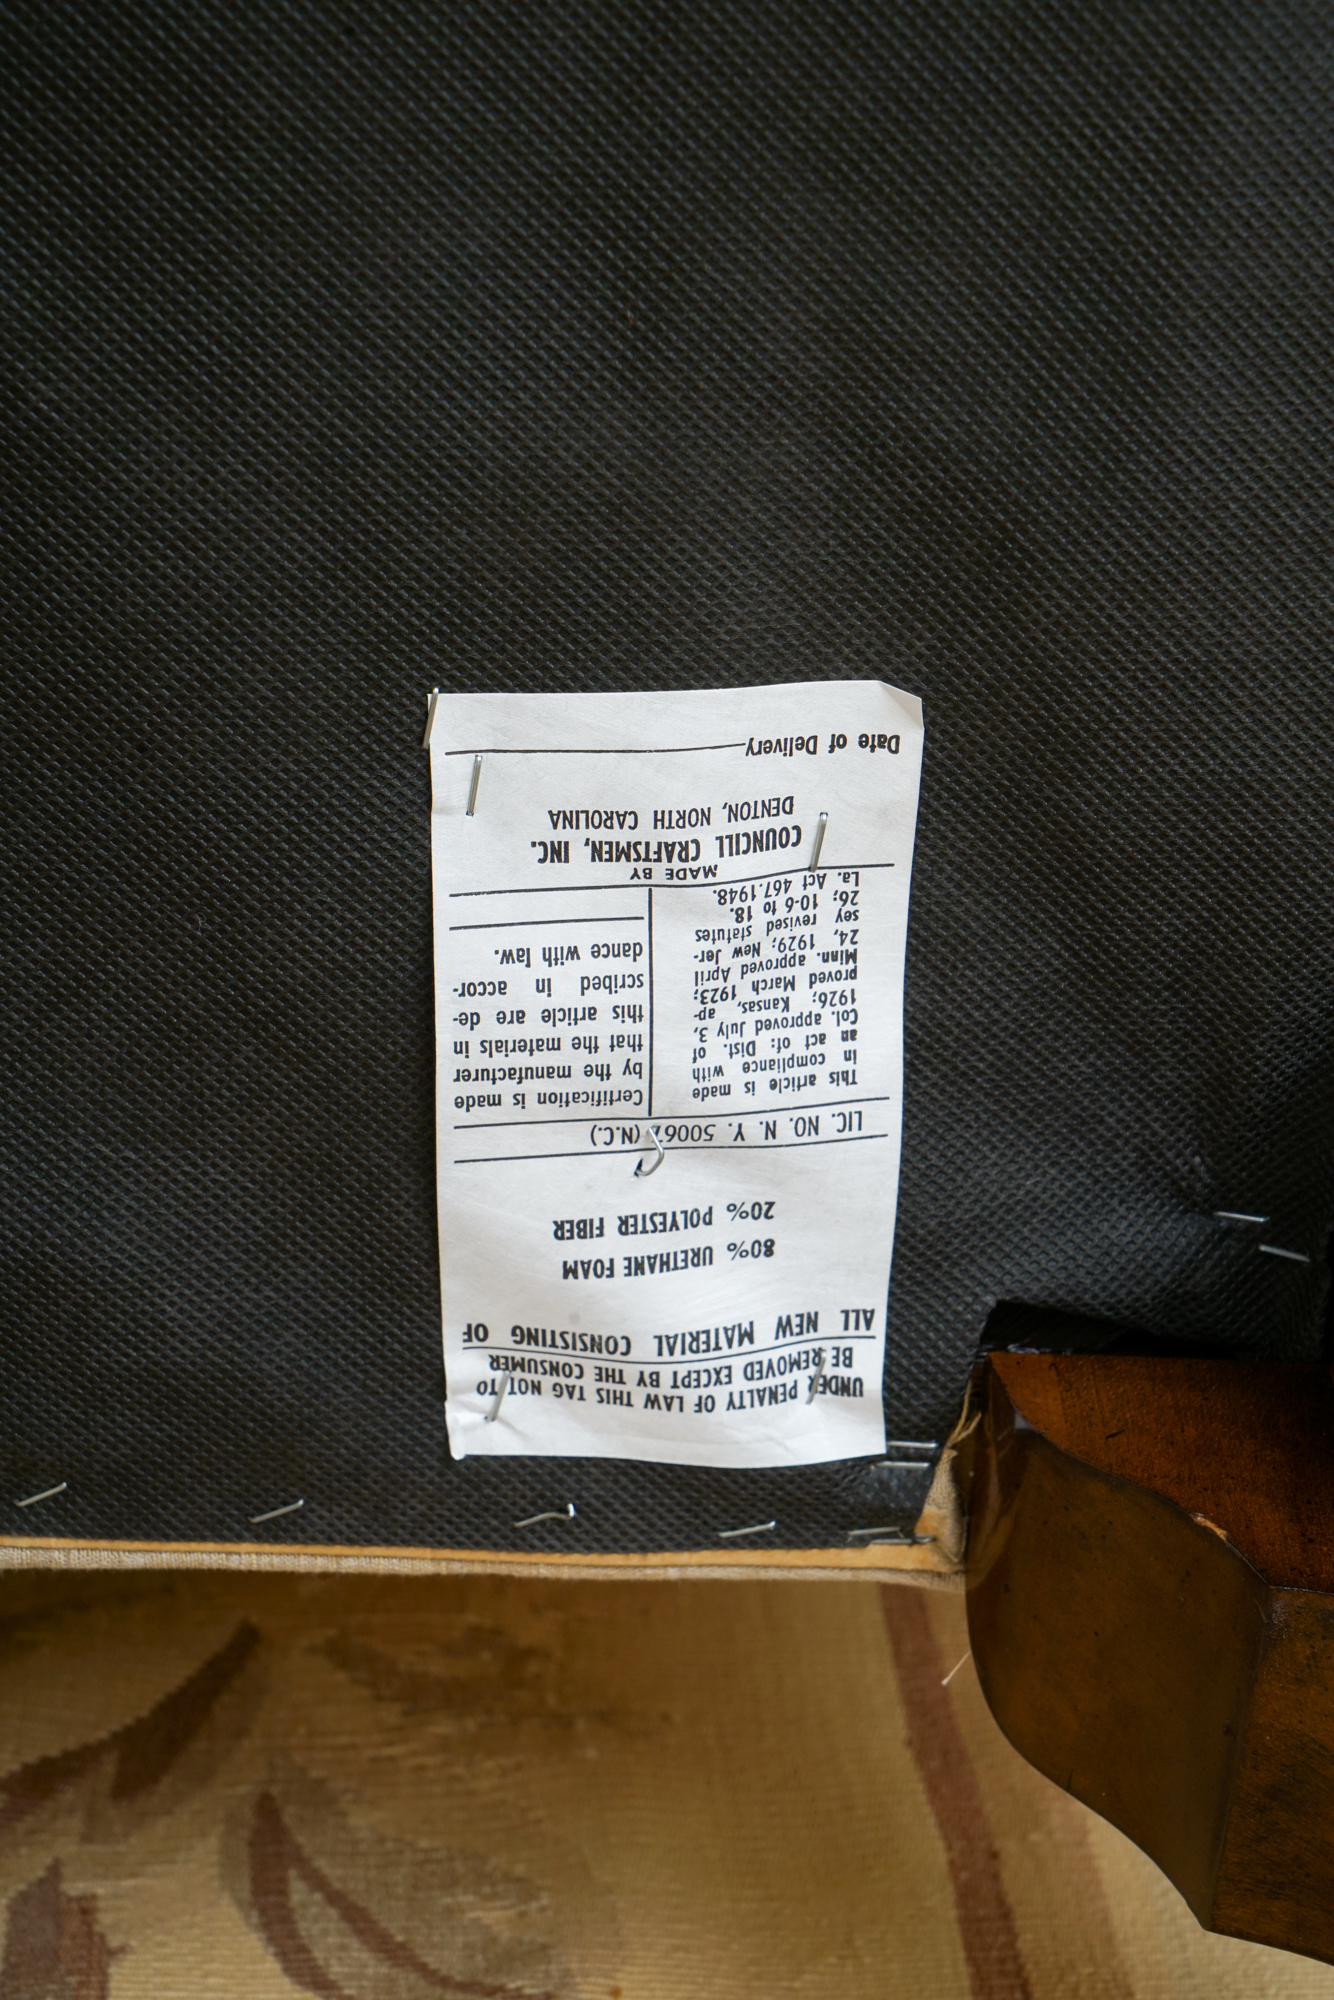 UNDER PENALTY OF LAW THIS TAG NOT TO
BE REMOVED EXCEPT BY THE CONSUMER
ALL NEW MATERIAL CONSISTING OF
80% URETHANE FOAM
20% POLYESTER FIBER
LIC. NO. N. Y. 5006 (N.C.)
This article is made
in compliance with
an act of: Dist. of
Col. approved July 3,
1926; Kansas, ap-
proved March 1923;
Minn. approved April
24, 1929; New Jer-
sey revised statutes
26; 10-6 to 18.
La. Act 467.1948.
Certification is made
by the manufacturer
that the materials in
this article are de-
scribed in accor-
dance with law.
MADE BY
COUNCILL CRAFTSMEN, INC.
DENTON, NORTH CAROLINA
Date of Delivery